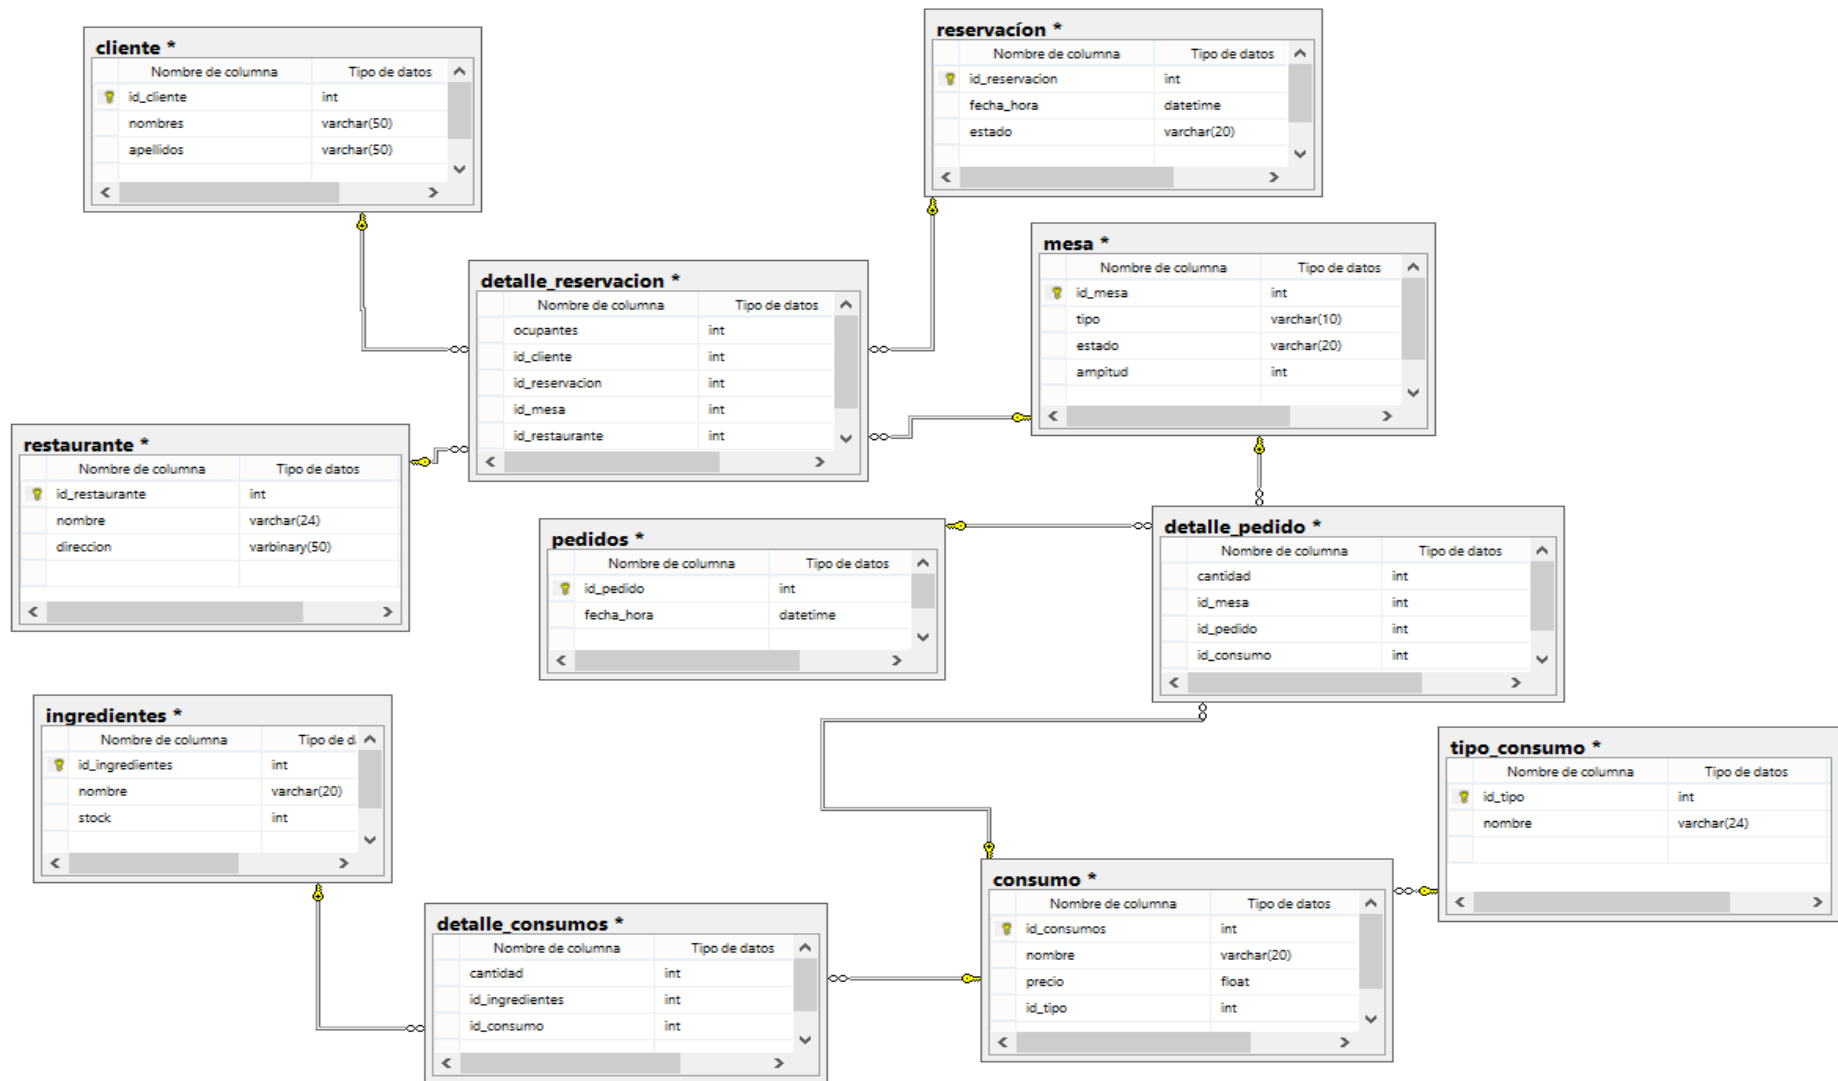 cliente *
Nombre de columna Tipo de datos
id_cliente int
nombres varchar(50)
apellidos varchar(50)
reservacíon *
Nombre de columna Tipo de datos
id_reservacion int
fecha_hora datetime
estado varchar(20)
mesa *
Nombre de columna Tipo de datos
id_mesa int
tipo varchar(10)
estado varchar(20)
ampitud int
detalle_reservacion *
Nombre de columna Tipo de datos
ocupantes int
id_cliente int
id_reservacion int
id_mesa int
id_restaurante int
restaurante *
Nombre de columna Tipo de datos
id_restaurante int
nombre varchar(24)
direccion varbinary(50)
pedidos *
Nombre de columna Tipo de datos
id_pedido int
fecha_hora datetime
detalle_pedido *
Nombre de columna Tipo de datos
cantidad int
id_mesa int
id_pedido int
id_consumo int
ingredientes *
Nombre de columna Tipo de d
id_ingredientes int
nombre varchar(20)
stock int
tipo_consumo *
Nombre de columna Tipo de datos
id_tipo int
nombre varchar(24)
detalle_consumos *
Nombre de columna Tipo de datos
cantidad int
id_ingredientes int
id_consumo int
consumo *
Nombre de columna Tipo de datos
id_consumos int
nombre varchar(20)
precio float
id_tipo int